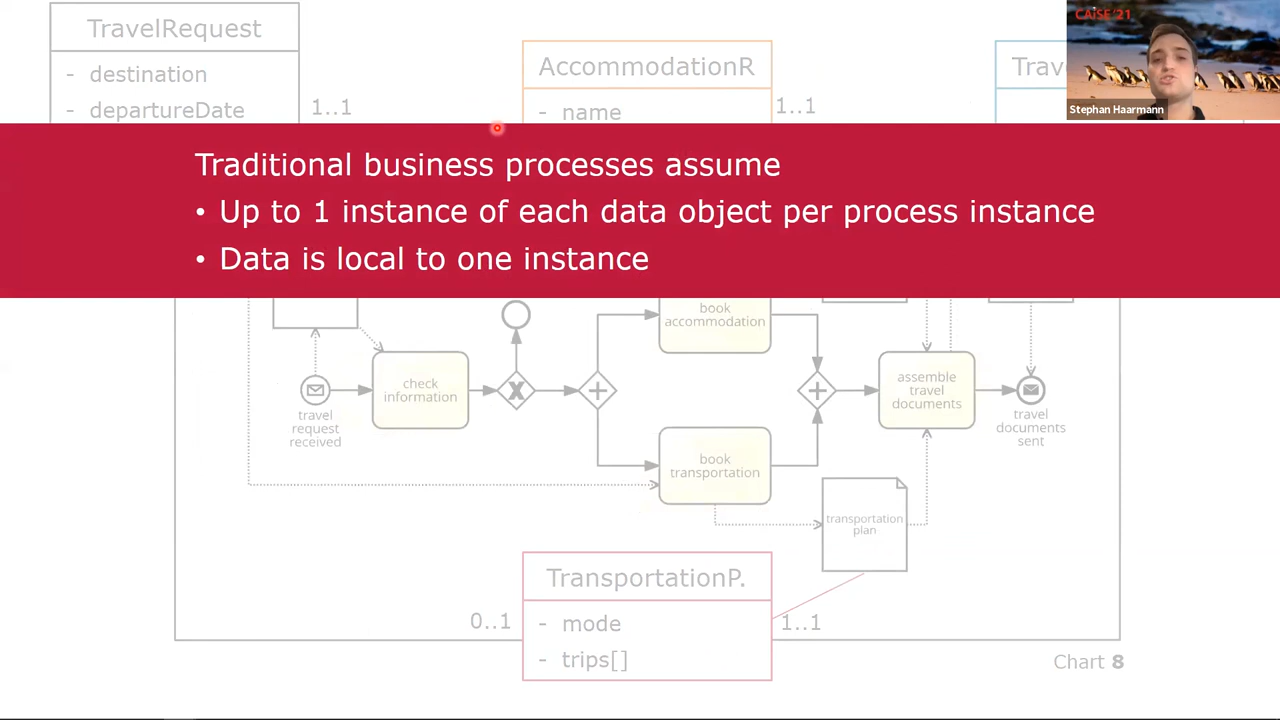 TravelRequest
- destination
- departureDate
1..1
AccommodationR
- name
1..1
CAiSE '21
Stephan Haarmann
Traditional business processes assume
• Up to 1 instance of each data object per process instance
• Data is local to one instance
book
accommodation
check
information
X
+
+
assemble
travel
documents
travel
request
received
travel
documents
sent
book
transportation
transportation
plan
TransportationP.
0..1
- mode
1..1
- trips[]
Chart 8